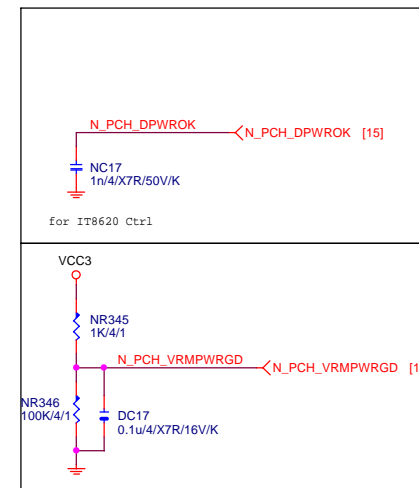 N_PCH_DPWROK
N_PCH_DPWROK [15]
NC17
1n/4/X7R/50V/K
for IT8620 Ctrl
VCC3
NR345
1K/4/1
N_PCH_VRMPWRGD
N_PCH_VRMPWRGD [1
NR346
100K/4/1
DC17
0.1u/4/X7R/16V/K